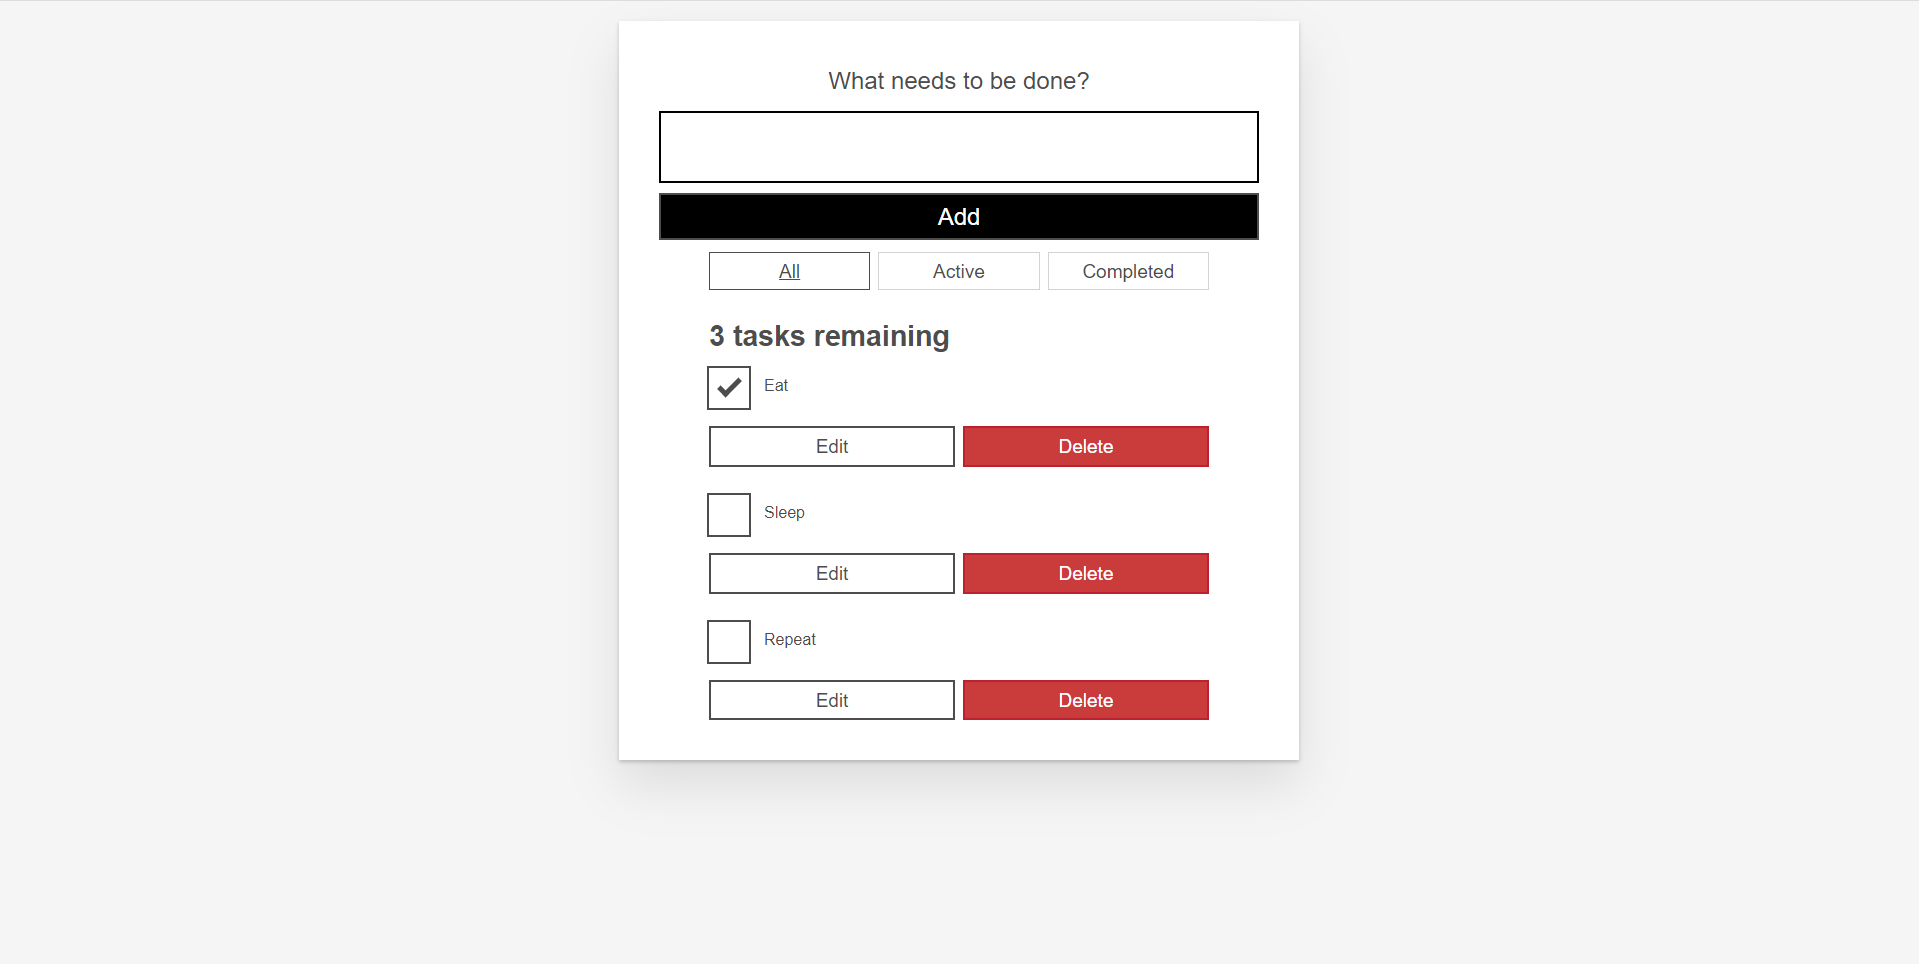 What needs to be done?
Add
All Active Completed
3 tasks remaining
Eat
Edit Delete
Sleep
Edit Delete
Repeat
Edit Delete